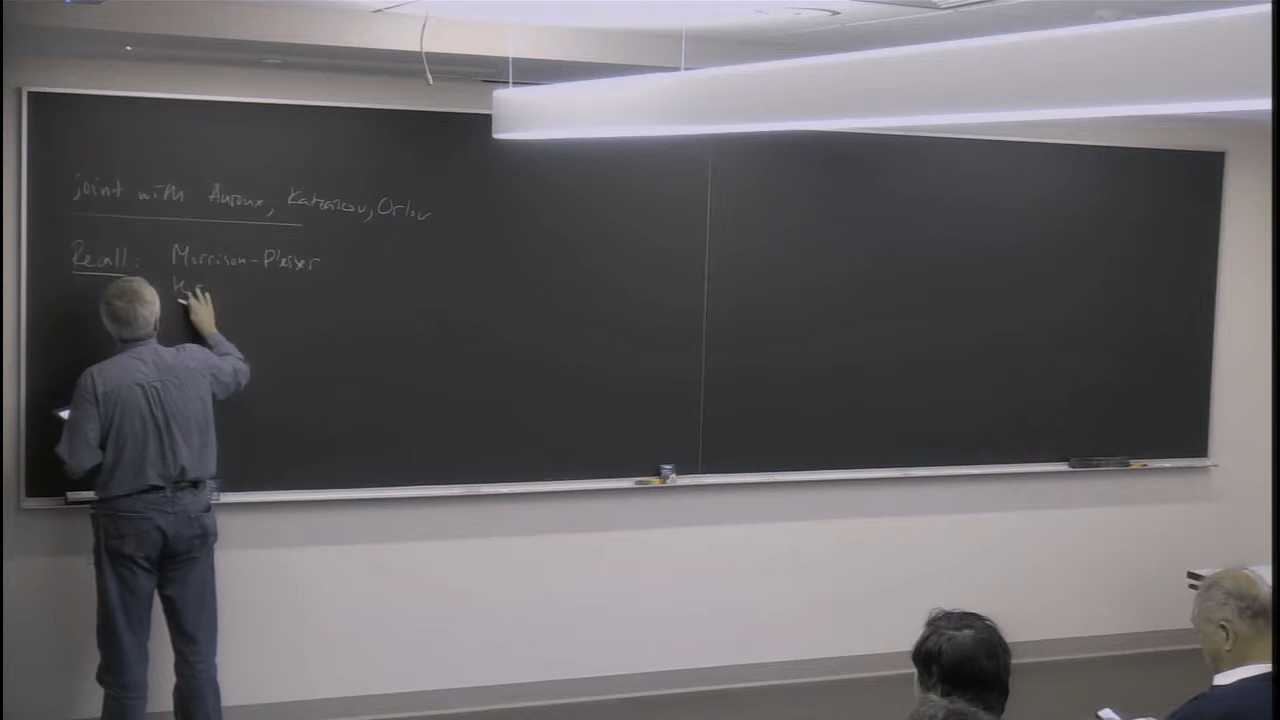 joint with Auroux, Katzarkov, Orlov
Recall: Morrison-Plesser